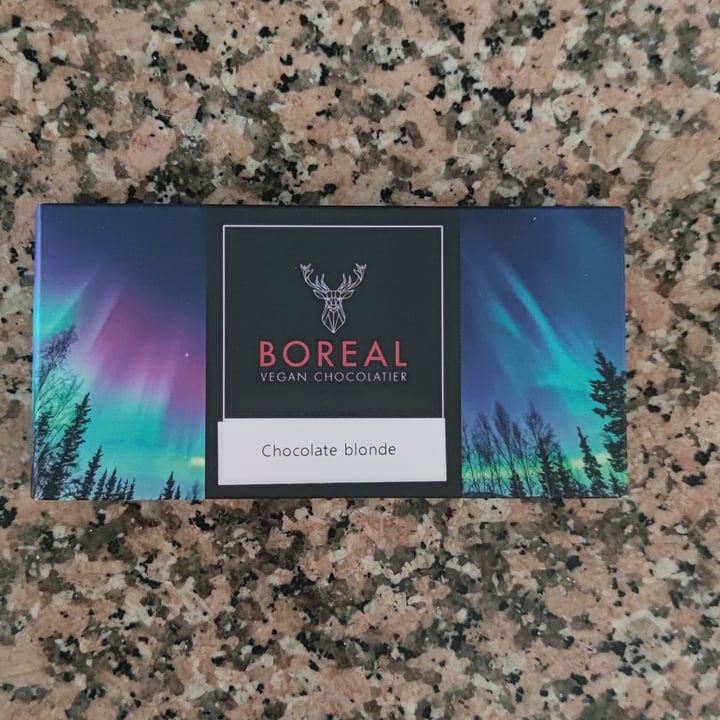 BOREAL
VEGAN CHOCOLATIER
Chocolate blonde